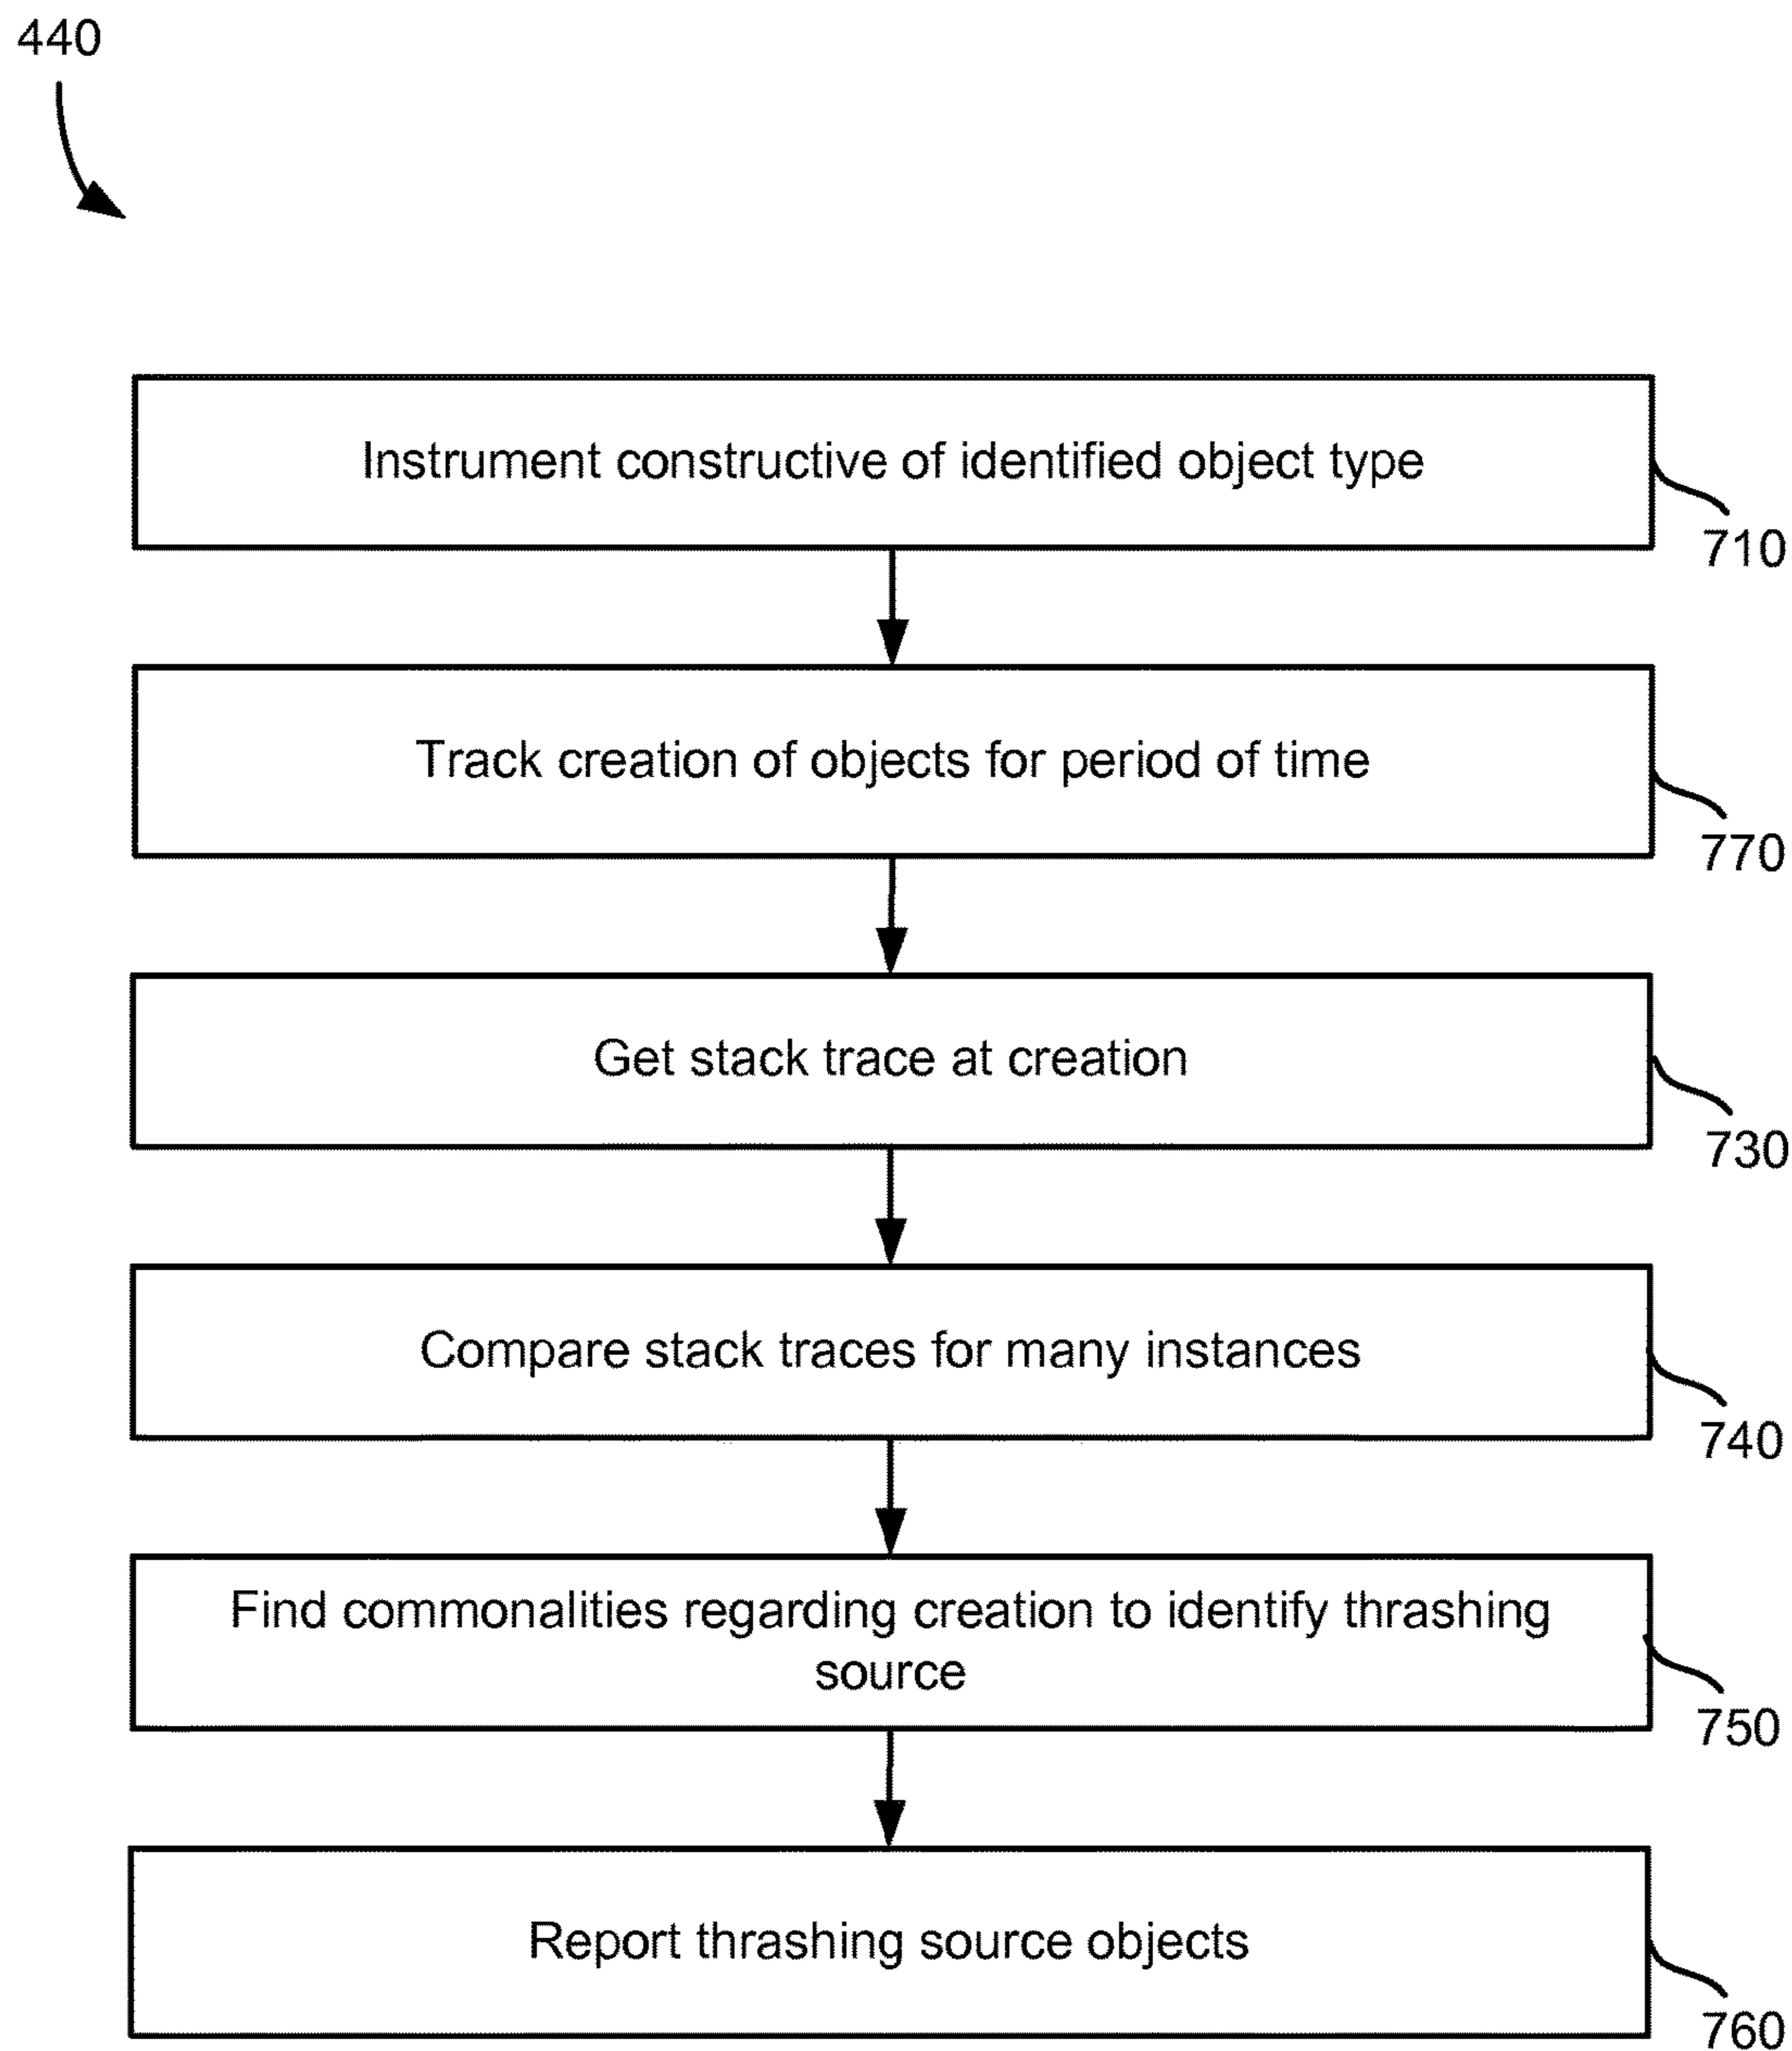 440
Instrument constructive of identified object type
710
Track creation of objects for period of time
770
Get stack trace at creation
730
Compare stack traces for many instances
740
Find commonalities regarding creation to identify thrashing
source
750
Report thrashing source objects
760